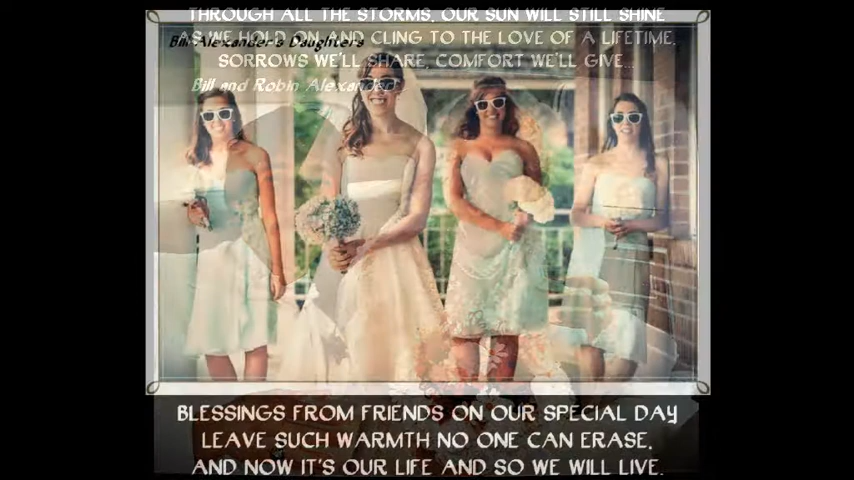 THROUGH ALL THE STORMS, OUR SUN WILL STILL SHINE
Bill Alexander's Daughters
AS WE HOLD ON AND CLING TO THE LOVE OF A LIFETIME.
SORROWS WE'LL SHARE, COMFORT WE'LL GIVE...
Bill and Robin Alexander
BLESSINGS FROM FRIENDS ON OUR SPECIAL DAY
LEAVE SUCH WARMTH NO ONE CAN ERASE.
AND NOW IT'S OUR LIFE AND SO WE WILL LIVE.